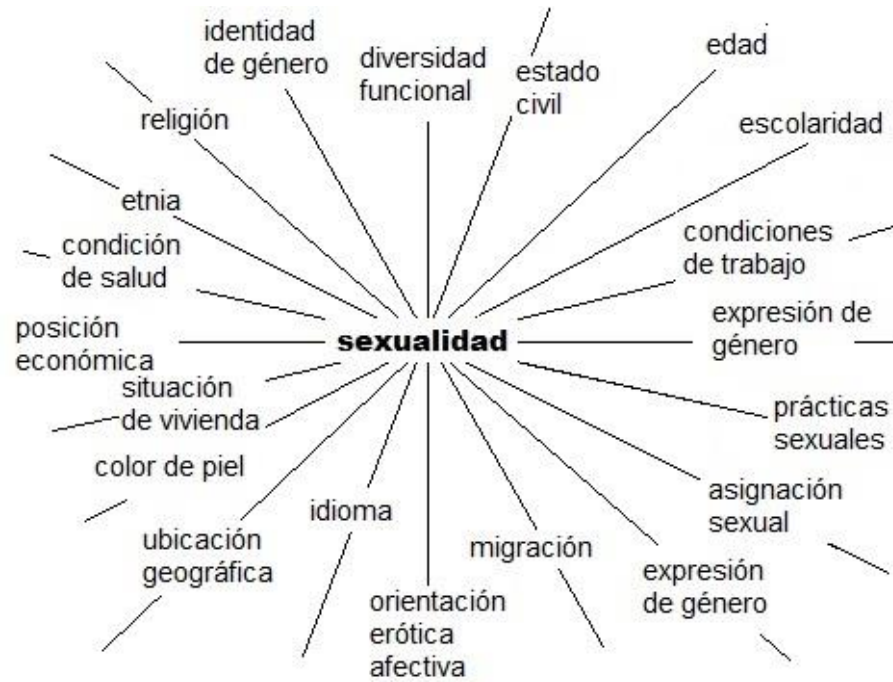 identidad
de género
diversidad
funcional
estado
civil
edad
religión
escolaridad
etnia
condición
de salud
condiciones
de trabajo
posición
económica
sexualidad
expresión de
género
situación
de vivienda
prácticas
sexuales
color de piel
asignación
sexual
idioma
ubicación
geográfica
migración
expresión
de género
orientación
erótica
afectiva